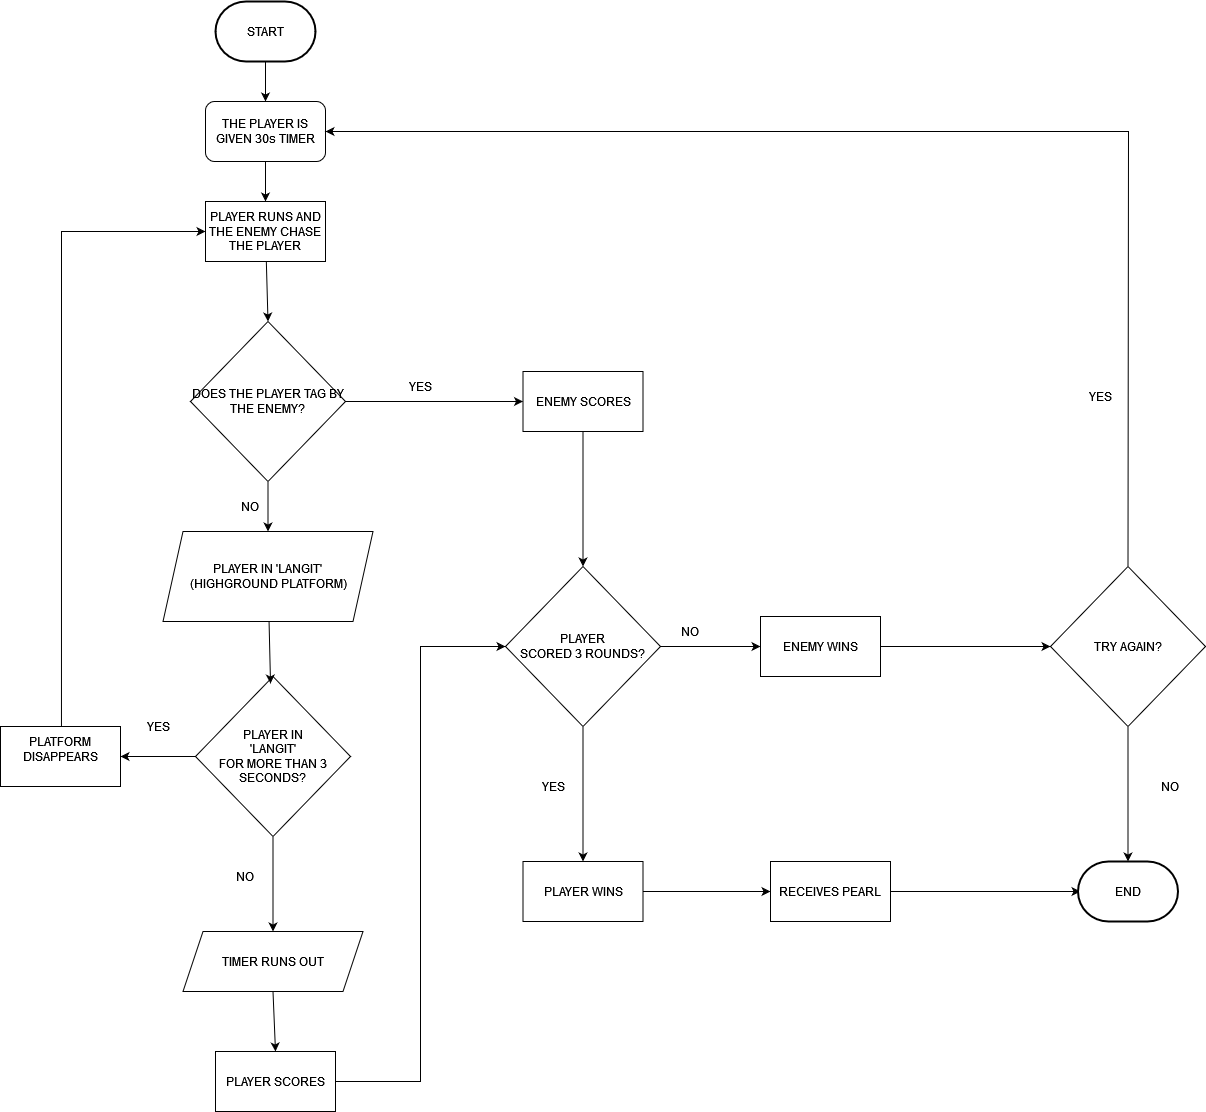 START
THE PLAYER IS
GIVEN 30s TIMER
PLAYER RUNS AND
THE ENEMY CHASE
THE PLAYER
DOES THE PLAYER TAG BY
THE ENEMY?
YES
ENEMY SCORES
YES
NO
PLAYER IN 'LANGIT'
(HIGHGROUND PLATFORM)
PLAYER
SCORED 3 ROUNDS?
NO
ENEMY WINS
TRY AGAIN?
YES
PLATFORM
DISAPPEARS
PLAYER IN
'LANGIT'
FOR MORE THAN 3
SECONDS?
YES
NO
NO
PLAYER WINS
RECEIVES PEARL
END
TIMER RUNS OUT
PLAYER SCORES